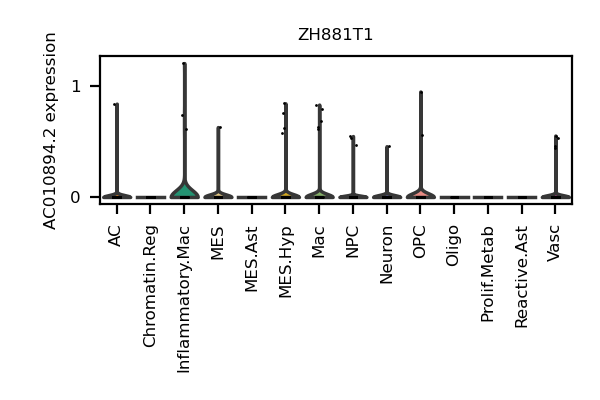 ZH881T1
AC010894.2 expression
1
0
AC
Chromatin.Reg
Inflammatory.Mac
MES
MES.Ast
MES.Hyp
Mac
NPC
Neuron
OPC
Oligo
Prolif.Metab
Reactive.Ast
Vasc